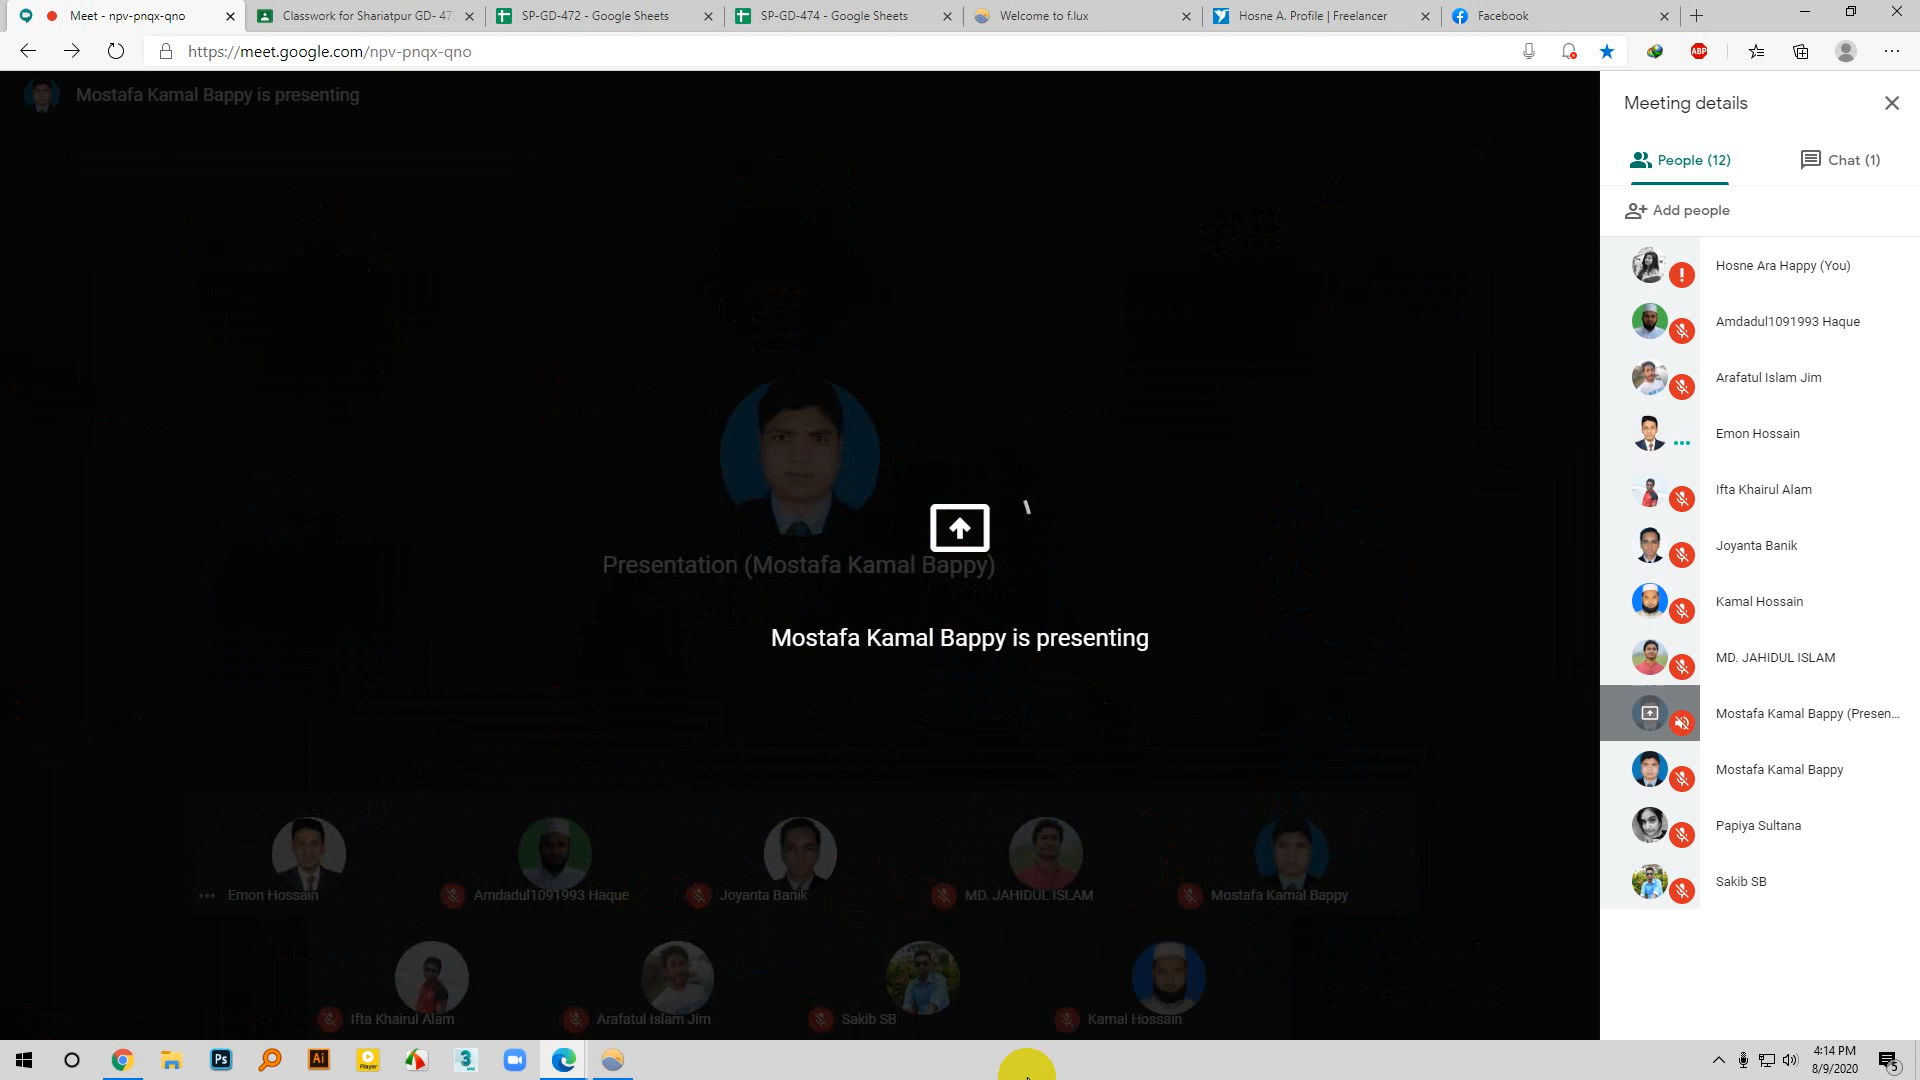 Meet - npv-pnqx-qno
Classwork for Shariatpur GD- 47
SP-GD-472 - Google Sheets
SP-GD-474 - Google Sheets
Welcome to f.lux
Hosne A. Profile | Freelancer
Facebook
https://meet.google.com/npv-pnqx-qno
ABP
Mostafa Kamal Bappy is presenting
Meeting details
People (12)
Chat (1)
Add people
Hosne Ara Happy (You)
Amdadul1091993 Haque
Arafatul Islam Jim
Emon Hossain
Ifta Khairul Alam
Joyanta Banik
Kamal Hossain
MD. JAHIDUL ISLAM
Mostafa Kamal Bappy (Presen...
Mostafa Kamal Bappy
Papiya Sultana
Sakib SB
Presentation (Mostafa Kamal Bappy)
Mostafa Kamal Bappy is presenting
Emon Hossain
Amdadul1091993 Haque
Joyanta Banik
MD. JAHIDUL ISLAM
Mostafa Kamal Bappy
Ifta Khairul Alam
Arafatul Islam Jim
Sakib SB
Kamal Hossain
Ps
Ai
Player
3
4:14 PM
8/9/2020
5